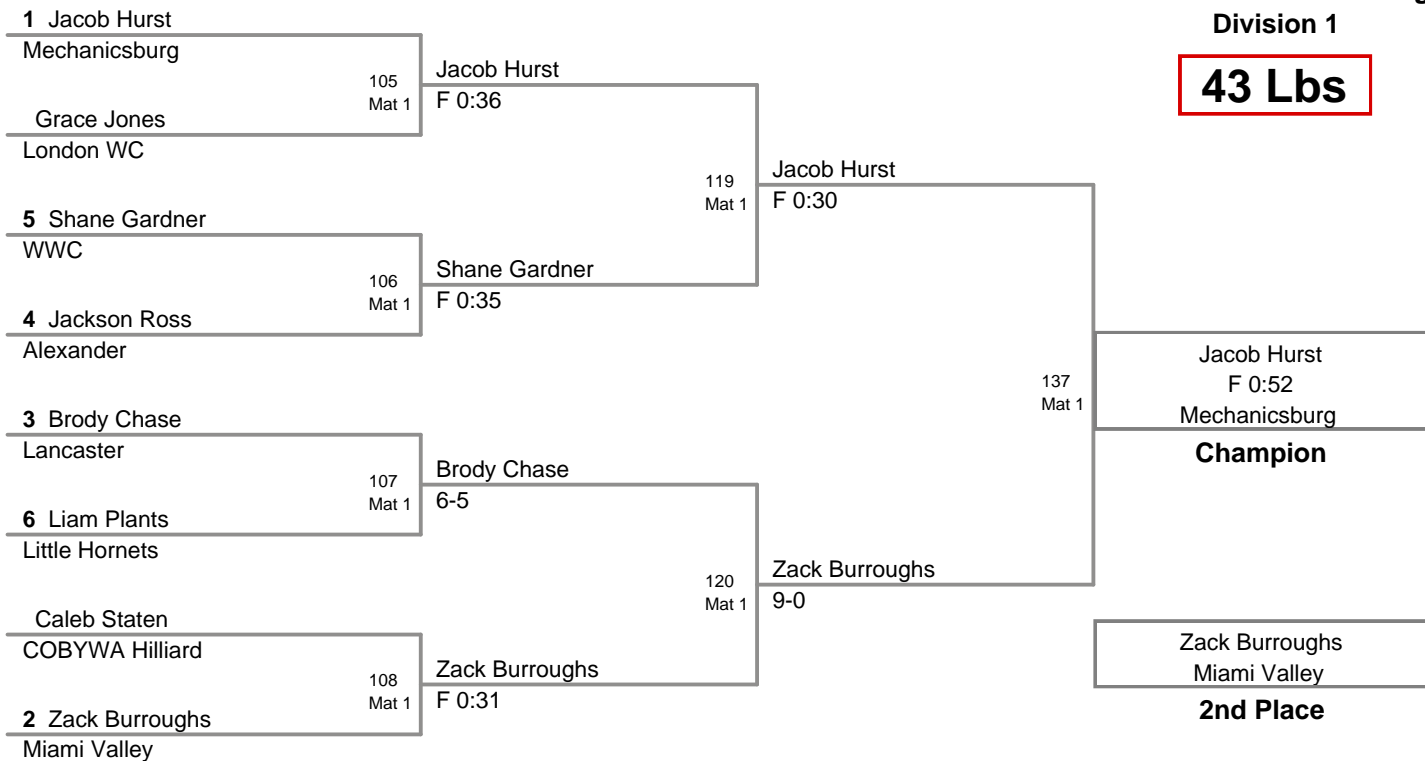 1 Jacob Hurst
Mechanicsburg
105
Mat 1
Grace Jones
London WC
Jacob Hurst
F 0:36
5 Shane Gardner
WWC
106
Mat 1
4 Jackson Ross
Alexander
Shane Gardner
F 0:35
119
Mat 1
Jacob Hurst
F 0:30
3 Brody Chase
Lancaster
107
Mat 1
6 Liam Plants
Little Hornets
Brody Chase
6-5
Caleb Staten
COBYWA Hilliard
108
Mat 1
2 Zack Burroughs
Miami Valley
Zack Burroughs
F 0:31
120
Mat 1
Zack Burroughs
9-0
137
Mat 1
Division 1
43 Lbs
Jacob Hurst
F 0:52
Mechanicsburg
Champion
Zack Burroughs
Miami Valley
2nd Place